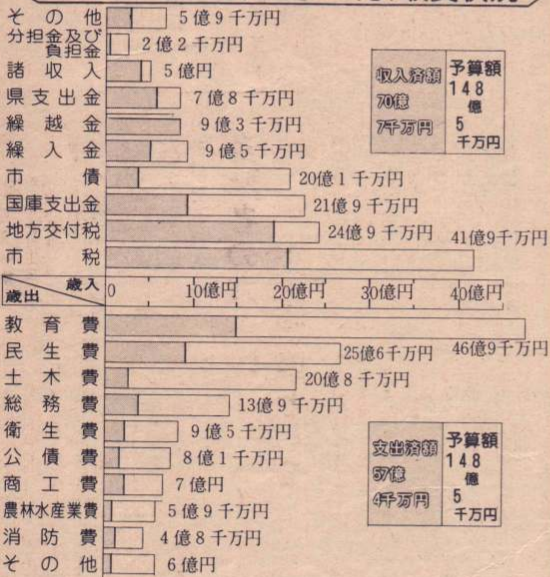 その他 5億9千万円
分担金及び
負担金 2億2千万円
諸収入 5億円
県支出金 7億8千万円
繰越金 9億3千万円
繰入金 9億5千万円
市債 20億1千万円
国庫支出金 21億9千万円
地方交付税 24億9千万円
市税 41億9千万円
収入済額
70億
7千万円
予算額
148
億
5
千万円
歳入
歳出
0 10億円 20億円 30億円 40億円
教育費 46億9千万円
民生費 25億6千万円
土木費 20億8千万円
総務費 13億9千万円
衛生費 9億5千万円
公債費 8億1千万円
商工費 7億円
農林水産業費 5億9千万円
消防費 4億8千万円
その他 6億円
支出済額
57億
4千万円
予算額
148
億
5
千万円